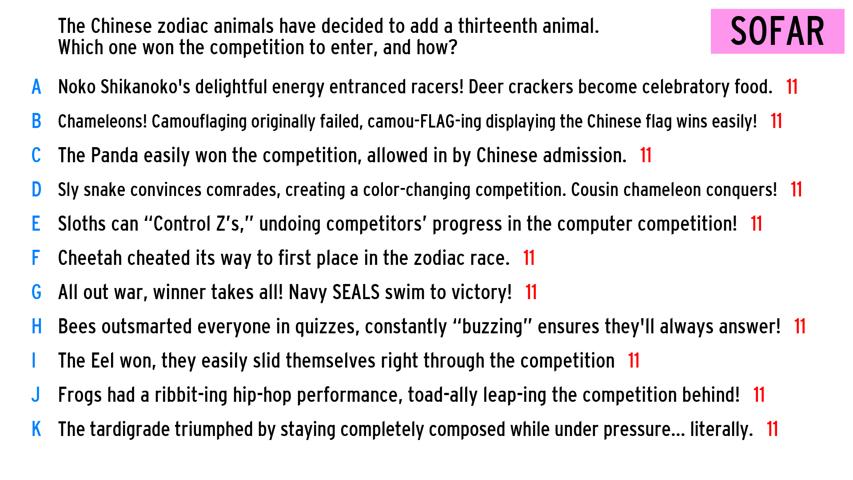 The Chinese zodiac animals have decided to add a thirteenth animal.
Which one won the competition to enter, and how?
SOFAR
A Noko Shikanoko's delightful energy entranced racers! Deer crackers become celebratory food. 11
B Chameleons! Camouflaging originally failed, camou-FLAG-ing displaying the Chinese flag wins easily! 11
C The Panda easily won the competition, allowed in by Chinese admission. 11
D Sly snake convinces comrades, creating a color-changing competition. Cousin chameleon conquers! 11
E Sloths can “Control Z’s,” undoing competitors’ progress in the computer competition! 11
F Cheetah cheated its way to first place in the zodiac race. 11
G All out war, winner takes all! Navy SEALS swim to victory! 11
H Bees outsmarted everyone in quizzes, constantly “buzzing” ensures they'll always answer! 11
I The Eel won, they easily slid themselves right through the competition 11
J Frogs had a ribbit-ing hip-hop performance, toad-ally leap-ing the competition behind! 11
K The tardigrade triumphed by staying completely composed while under pressure... literally. 11